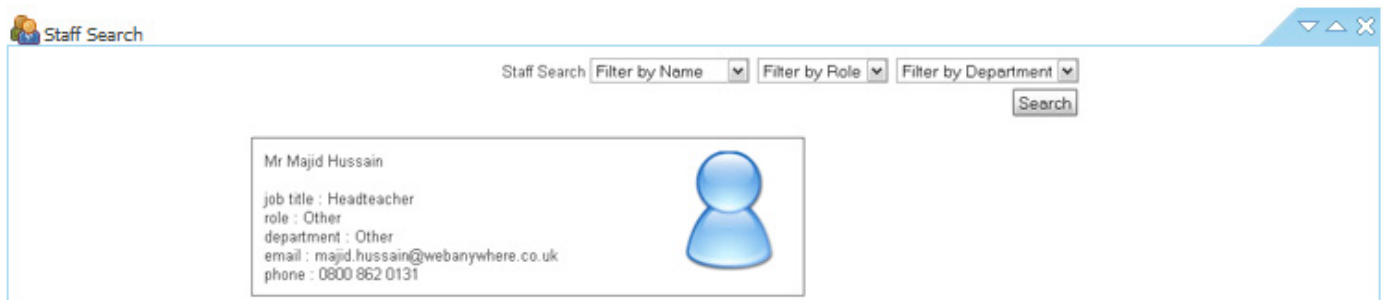 Staff Search
Staff Search Filter by Name Filter by Role Filter by Department
Search
Mr Majid Hussain
job title : Headteacher
role : Other
department : Other
email : majid.hussain@webanywhere.co.uk
phone : 0800 862 0131